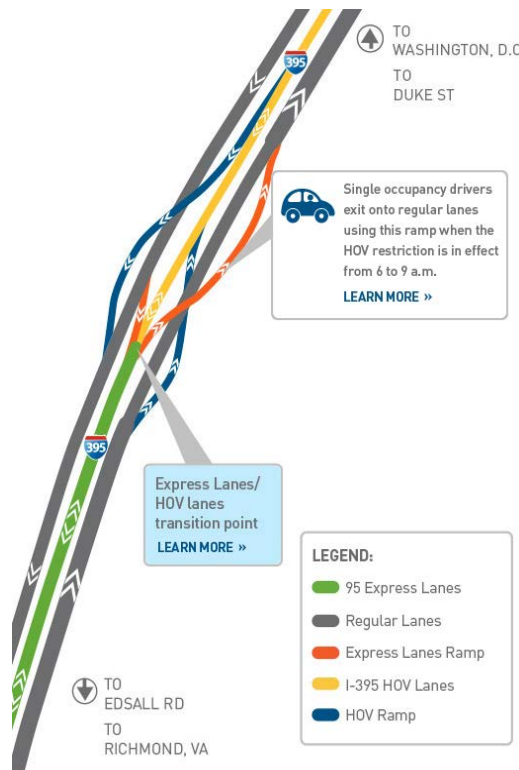 TO
WASHINGTON, D.C
TO
DUKE ST
395
Single occupancy drivers
exit onto regular lanes
using this ramp when the
HOV restriction is in effect
from 6 to 9 a.m.
LEARN MORE »
395
Express Lanes/
HOV lanes
transition point
LEARN MORE »
LEGEND:
95 Express Lanes
Regular Lanes
Express Lanes Ramp
I-395 HOV Lanes
HOV Ramp
TO
EDSALL RD
TO
RICHMOND, VA